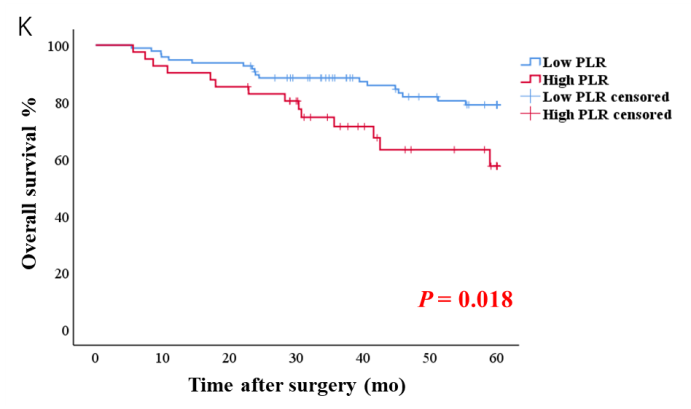 K
100
80
60
40
20
0
Overall survival %
0 10 20 30 40 50 60
Time after surgery (mo)
Low PLR
High PLR
Low PLR censored
High PLR censored
P = 0.018